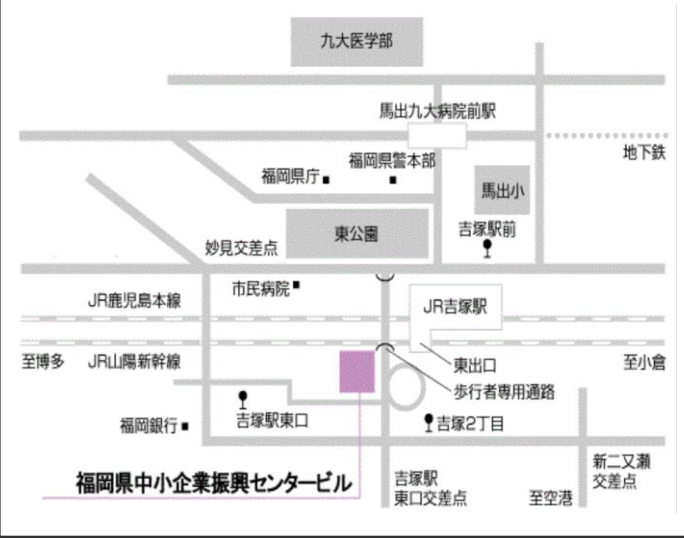 九大医学部
馬出九大病院前駅
地下鉄
福岡県警本部
福岡県庁
馬出小
東公園
吉塚駅前
妙見交差点
市民病院
JR鹿児島本線
JR吉塚駅
至博多
JR山陽新幹線
東出口
至小倉
歩行者専用通路
吉塚駅東口
吉塚2丁目
福岡銀行
新二又瀬
交差点
福岡県中小企業振興センタービル
吉塚駅
東口交差点
至空港